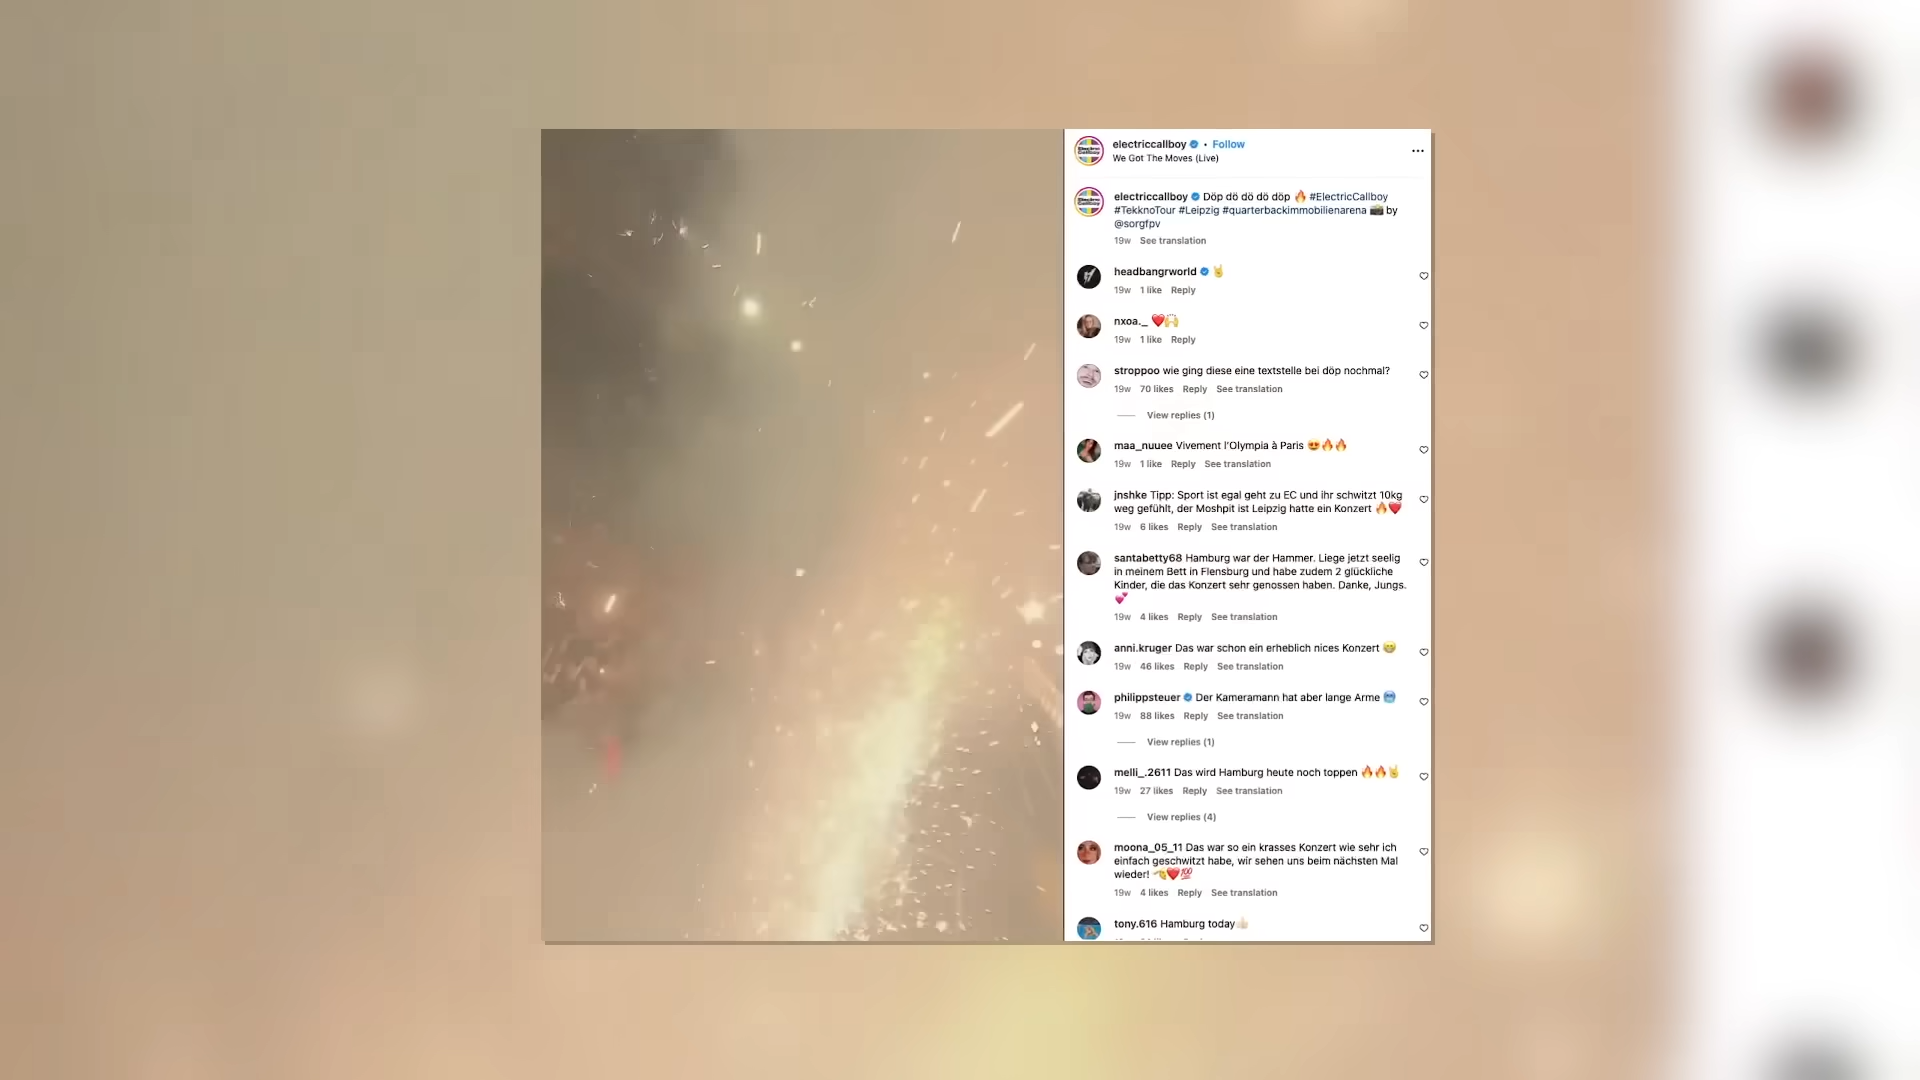 electriccallboy • Follow
We Got The Moves (Live)
electriccallboy Döp dö dö dö döp 🔥 #ElectricCallboy
#TekknoTour #Leipzig #quarterbackimmobilienarena 📸 by
@sorgfpv
19w See translation
headbangrworld 🤘
19w 1 like Reply
nxoa._ ❤️🙌
19w 1 like Reply
stroppoo wie ging diese eine textstelle bei döp nochmal?
19w 70 likes Reply See translation
View replies (1)
maa_nuuee Vivement l'Olympia à Paris 😍🔥🔥
19w 1 like Reply See translation
jnshke Tipp: Sport ist egal geht zu EC und ihr schwitzt 10kg
weg gefühlt, der Moshpit ist Leipzig hatte ein Konzert 🔥❤️
19w 6 likes Reply See translation
santabetty68 Hamburg war der Hammer. Liege jetzt seelig
in meinem Bett in Flensburg und habe zudem 2 glückliche
Kinder, die das Konzert sehr genossen haben. Danke, Jungs.
💕
19w 4 likes Reply See translation
anni.kruger Das war schon ein erheblich nices Konzert 😁
19w 46 likes Reply See translation
philippsteuer Der Kameramann hat aber lange Arme 🥶
19w 88 likes Reply See translation
View replies (1)
melli_.2611 Das wird Hamburg heute noch toppen 🔥🔥🤘
19w 27 likes Reply See translation
View replies (4)
moona_05_11 Das war so ein krasses Konzert wie sehr ich
einfach geschwitzt habe, wir sehen uns beim nächsten Mal
wieder! 🤏❤️💯
19w 4 likes Reply See translation
tony.616 Hamburg today👍🏻